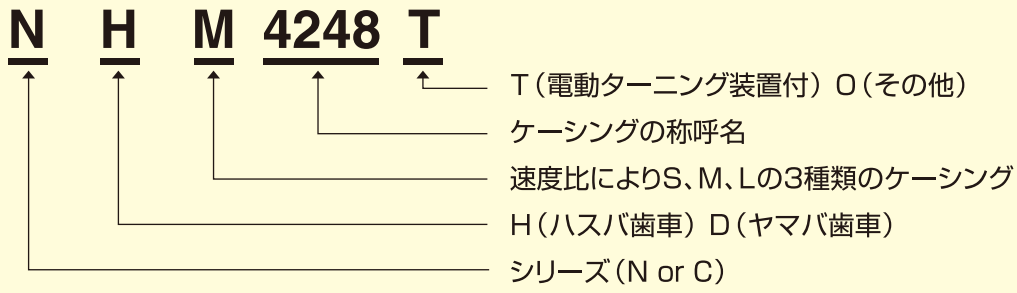 N H M 4248 T
T（電動ターニング装置付） O（その他）
ケーシングの称呼名
速度比によりS、M、Lの3種類のケーシング
H（ハスバ歯車） D（ヤマバ歯車）
シリーズ（N or C）